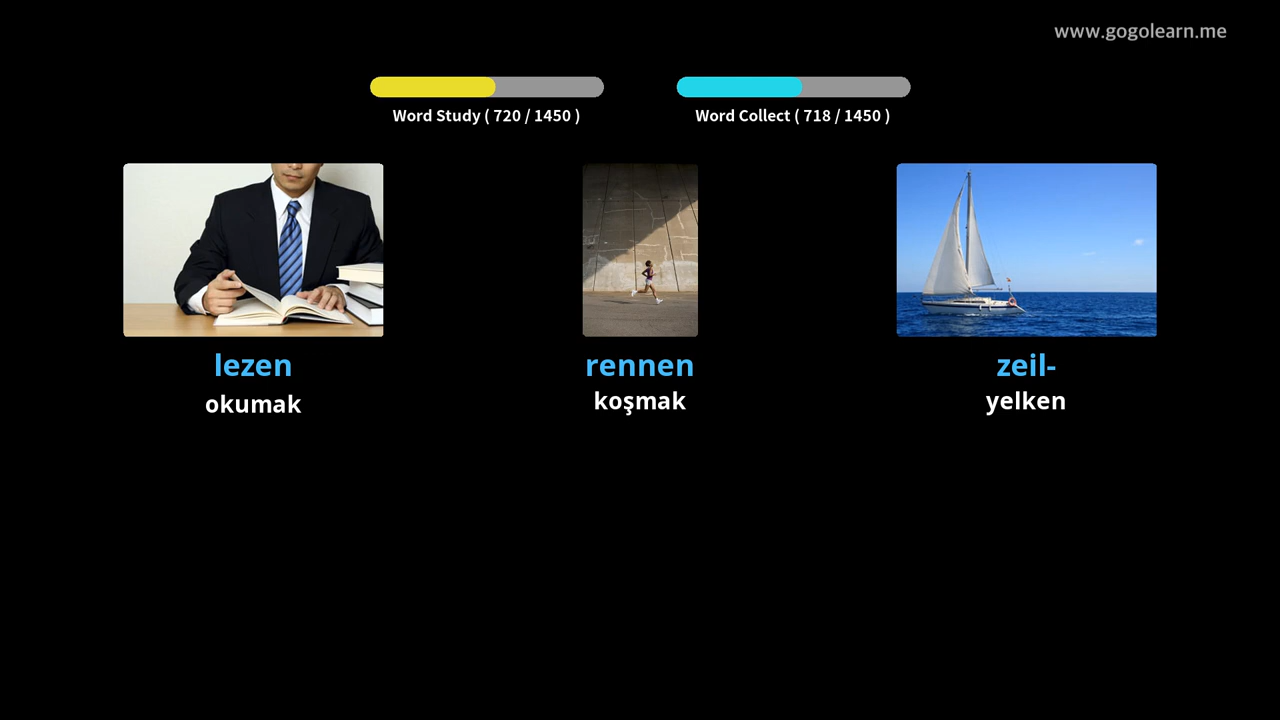 www.gogolearn.me
Word Study ( 720 / 1450 )
Word Collect ( 718 / 1450 )
lezen
okumak
rennen
koşmak
zeil-
yelken